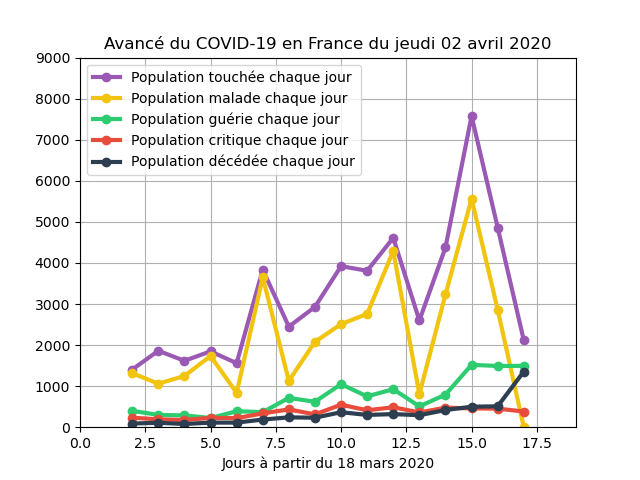 Avancé du COVID-19 en France du jeudi 02 avril 2020
9000
8000
7000
6000
5000
4000
3000
2000
1000
0
Population touchée chaque jour
Population malade chaque jour
Population guérie chaque jour
Population critique chaque jour
Population décédée chaque jour
0.0 2.5 5.0 7.5 10.0 12.5 15.0 17.5
Jours à partir du 18 mars 2020